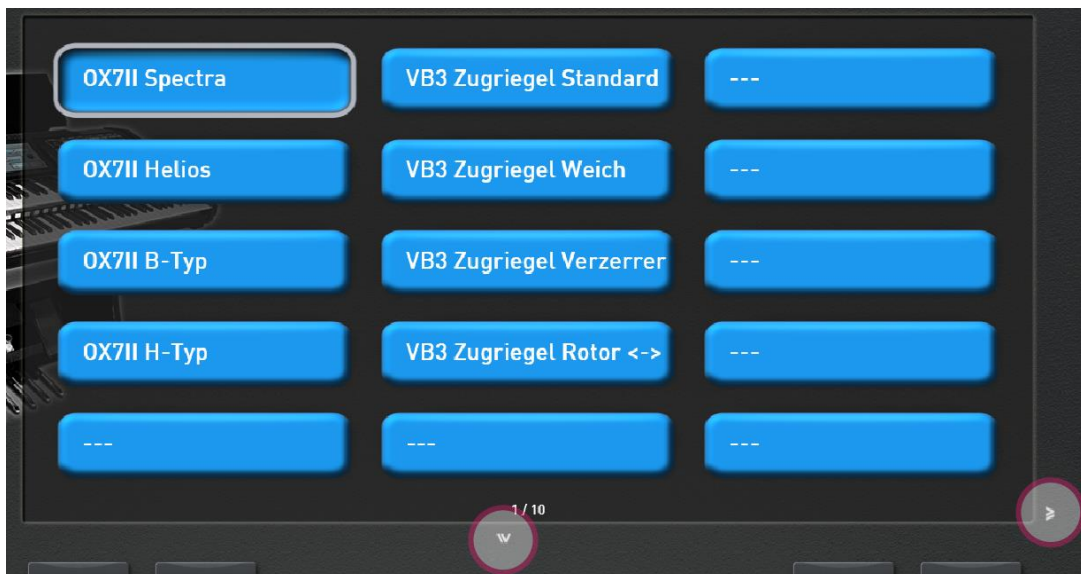 OX7II Spectra
VB3 Zugriegel Standard
---
OX7II Helios
VB3 Zugriegel Weich
---
OX7II B-Typ
VB3 Zugriegel Verzerrer
---
OX7II H-Typ
VB3 Zugriegel Rotor <->
---
---
---
---
1 / 10